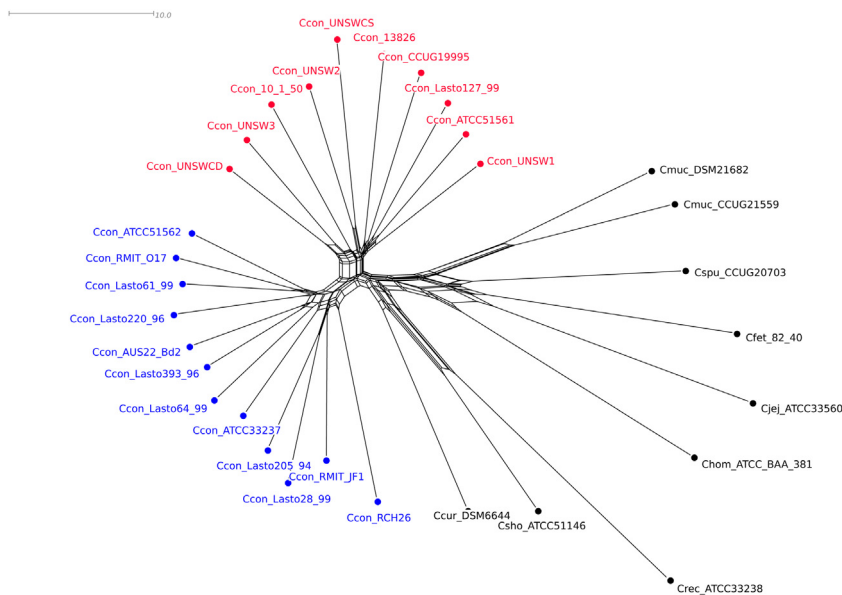 10.0
Ccon_UNSWCS
Ccon_13826
Ccon_CCUG19995
Ccon_UNSW2
Ccon_10_1_50
Ccon_Lasto127_99
Ccon_UNSW3
Ccon_ATCC51561
Ccon_UNSWCD
Ccon_UNSW1
Cmuc_DSM21682
Cmuc_CCUG21559
Ccon_ATCC51562
Ccon_RMIT_O17
Cspu_CCUG20703
Ccon_Lasto61_99
Ccon_Lasto220_96
Cfet_82_40
Ccon_AUS22_Bd2
Ccon_Lasto393_96
Ccon_Lasto64_99
Cjej_ATCC33560
Ccon_ATCC33237
Ccon_Lasto205_94
Chom_ATCC_BAA_381
Ccon_RMIT_JF1
Ccon_Lasto28_99
Ccon_RCH26
Ccur_DSM6644
Csho_ATCC51146
Crec_ATCC33238